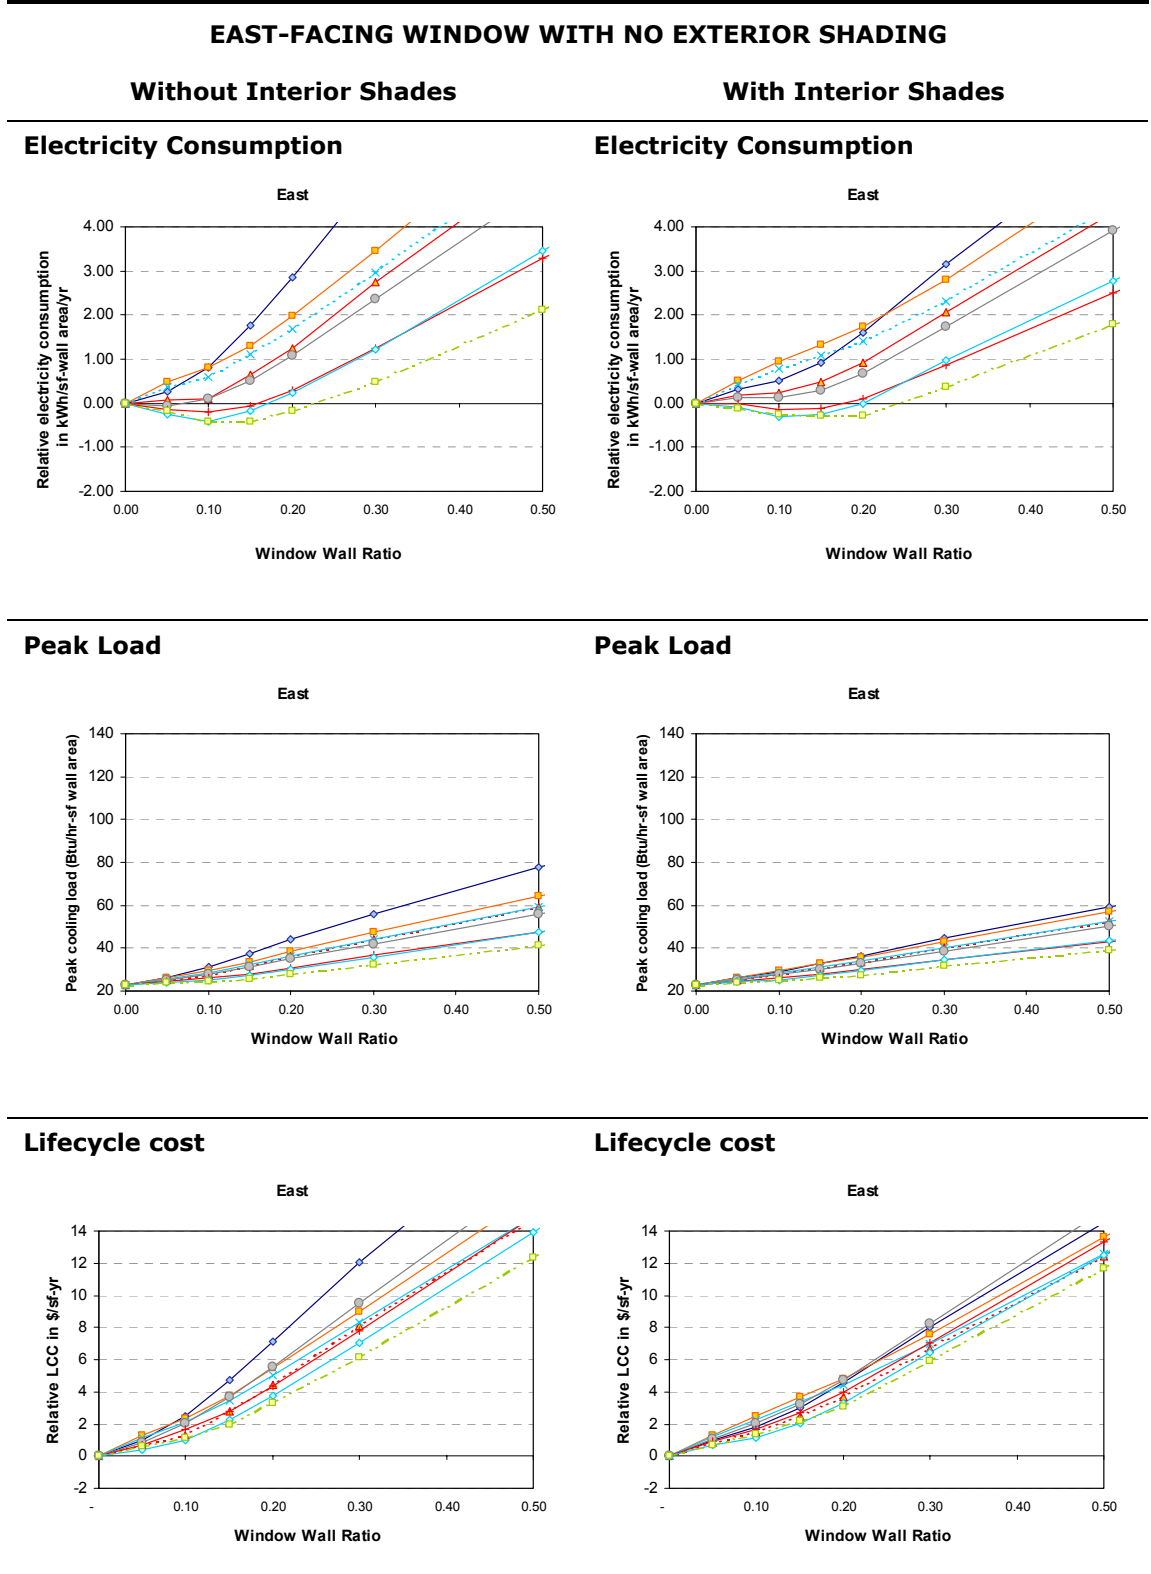 EAST-FACING WINDOW WITH NO EXTERIOR SHADING
Without Interior Shades
With Interior Shades
Electricity Consumption
Electricity Consumption
East
Relative electricity consumption
in kWh/sf-wall area/yr
4.00
3.00
2.00
1.00
0.00
-1.00
-2.00
0.00 0.10 0.20 0.30 0.40 0.50
Window Wall Ratio
East
Relative electricity consumption
in kWh/sf-wall area/yr
4.00
3.00
2.00
1.00
0.00
-1.00
-2.00
0.00 0.10 0.20 0.30 0.40 0.50
Window Wall Ratio
Peak Load
Peak Load
East
Peak cooling load (Btu/hr-sf wall area)
140
120
100
80
60
40
20
0.00 0.10 0.20 0.30 0.40 0.50
Window Wall Ratio
East
Peak cooling load (Btu/hr-sf wall area)
140
120
100
80
60
40
20
0.00 0.10 0.20 0.30 0.40 0.50
Window Wall Ratio
Lifecycle cost
Lifecycle cost
East
Relative LCC in $/sf-yr
14
12
10
8
6
4
2
0
-2
- 0.10 0.20 0.30 0.40 0.50
Window Wall Ratio
East
Relative LCC in $/sf-yr
14
12
10
8
6
4
2
0
-2
- 0.10 0.20 0.30 0.40 0.50
Window Wall Ratio